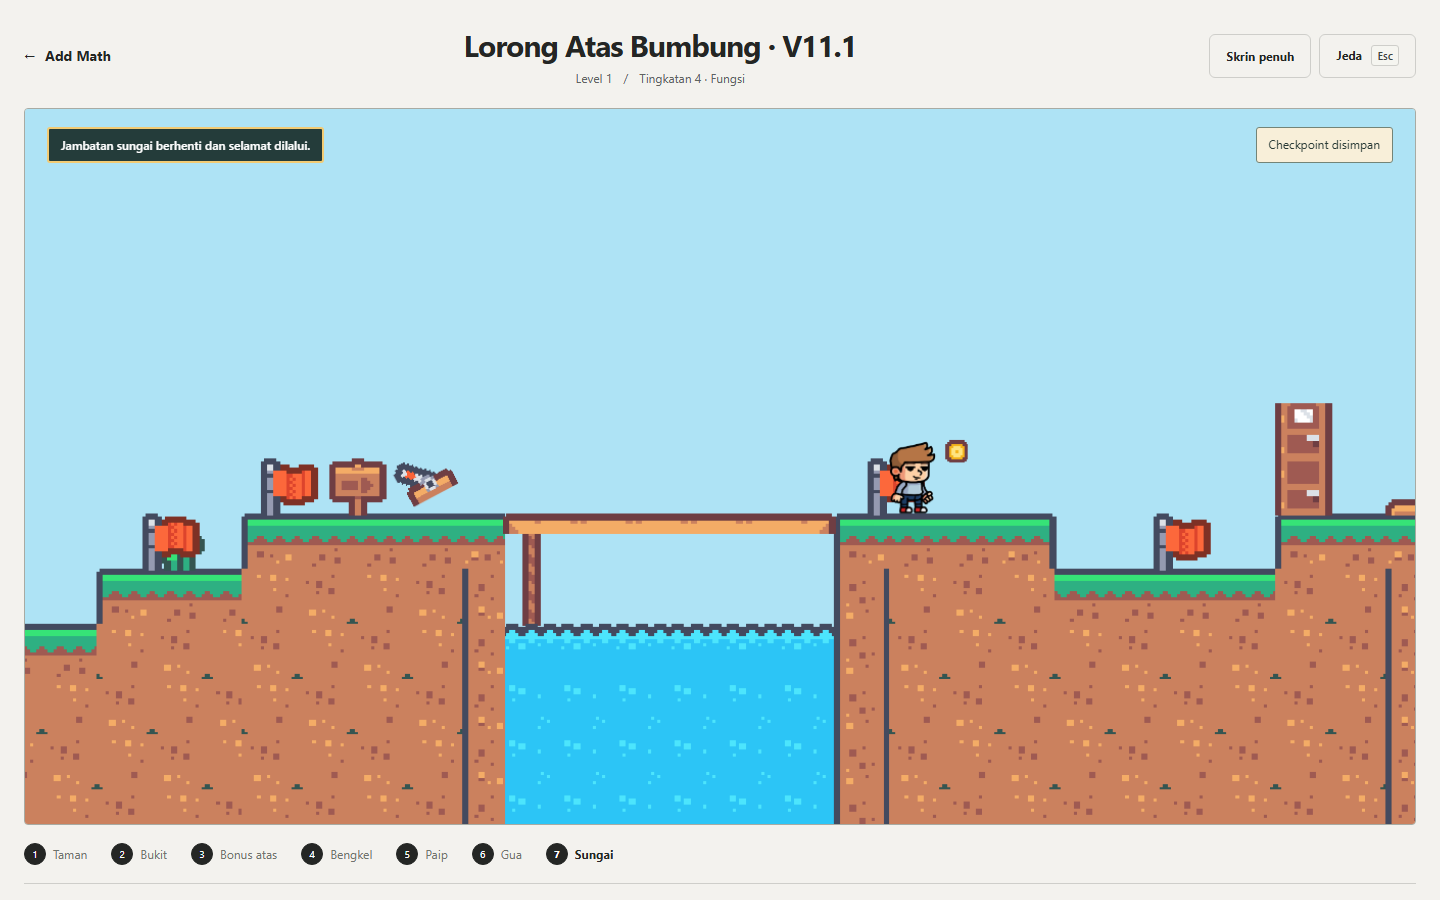 ← Add Math
Lorong Atas Bumbung · V11.1
Level 1 / Tingkatan 4 · Fungsi
Skrin penuh
Jeda Esc
Jambatan sungai berhenti dan selamat dilalui.
Checkpoint disimpan
1 Taman 2 Bukit 3 Bonus atas 4 Bengkel 5 Paip 6 Gua 7 Sungai